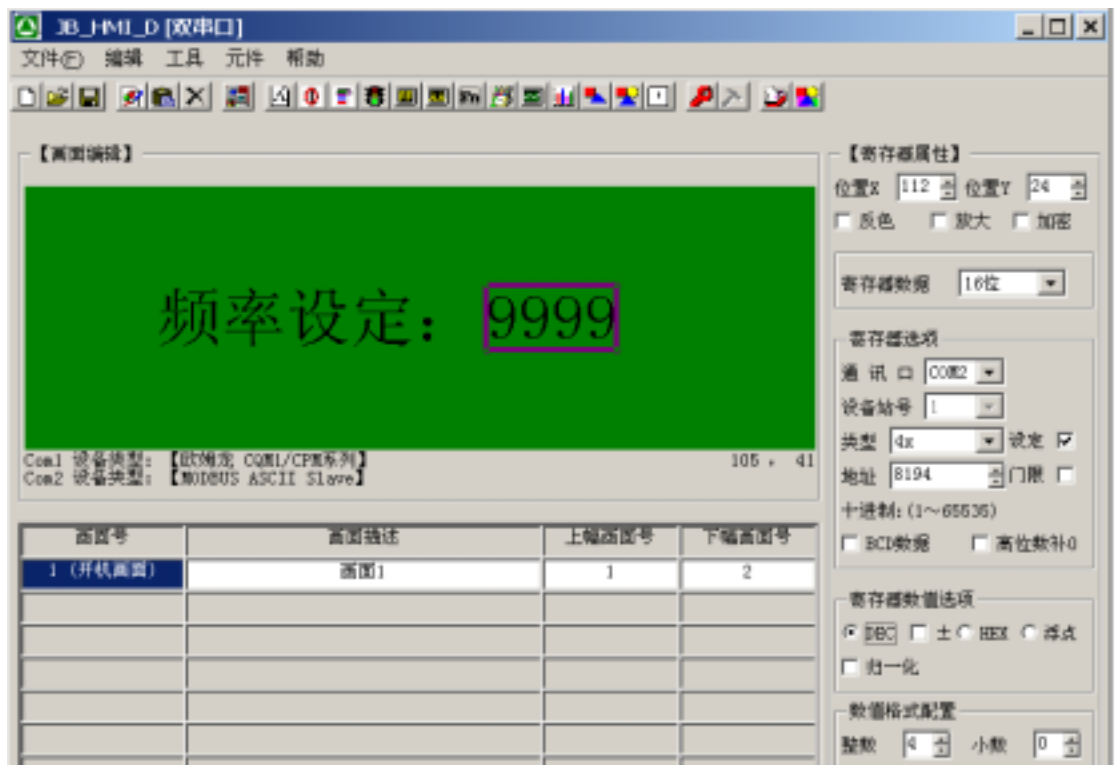 JB_HMI_D [双串口]
文件(F) 编辑 工具 元件 帮助
【画面编辑】
频率设定：9999
Com1 设备类型：【欧姆龙 CQM1/CPM系列】
105 , 41
Com2 设备类型：【MODBUS ASCII Slave】
画面号 画面描述 上幅画面号 下幅画面号
1 (开机画面) 画面1 1 2
【寄存器属性】
位置X 112 位置Y 24
反色 放大 加密
寄存器数据 16位
寄存器选项
通 讯 口 COM2
设备站号 1
类型 4x 设定
地址 8194 门限
十进制:(1～65535)
BCD数据 高位数补0
寄存器数值选项
DEC ± HEX 浮点
归一化
数值格式配置
整数 4 小数 0